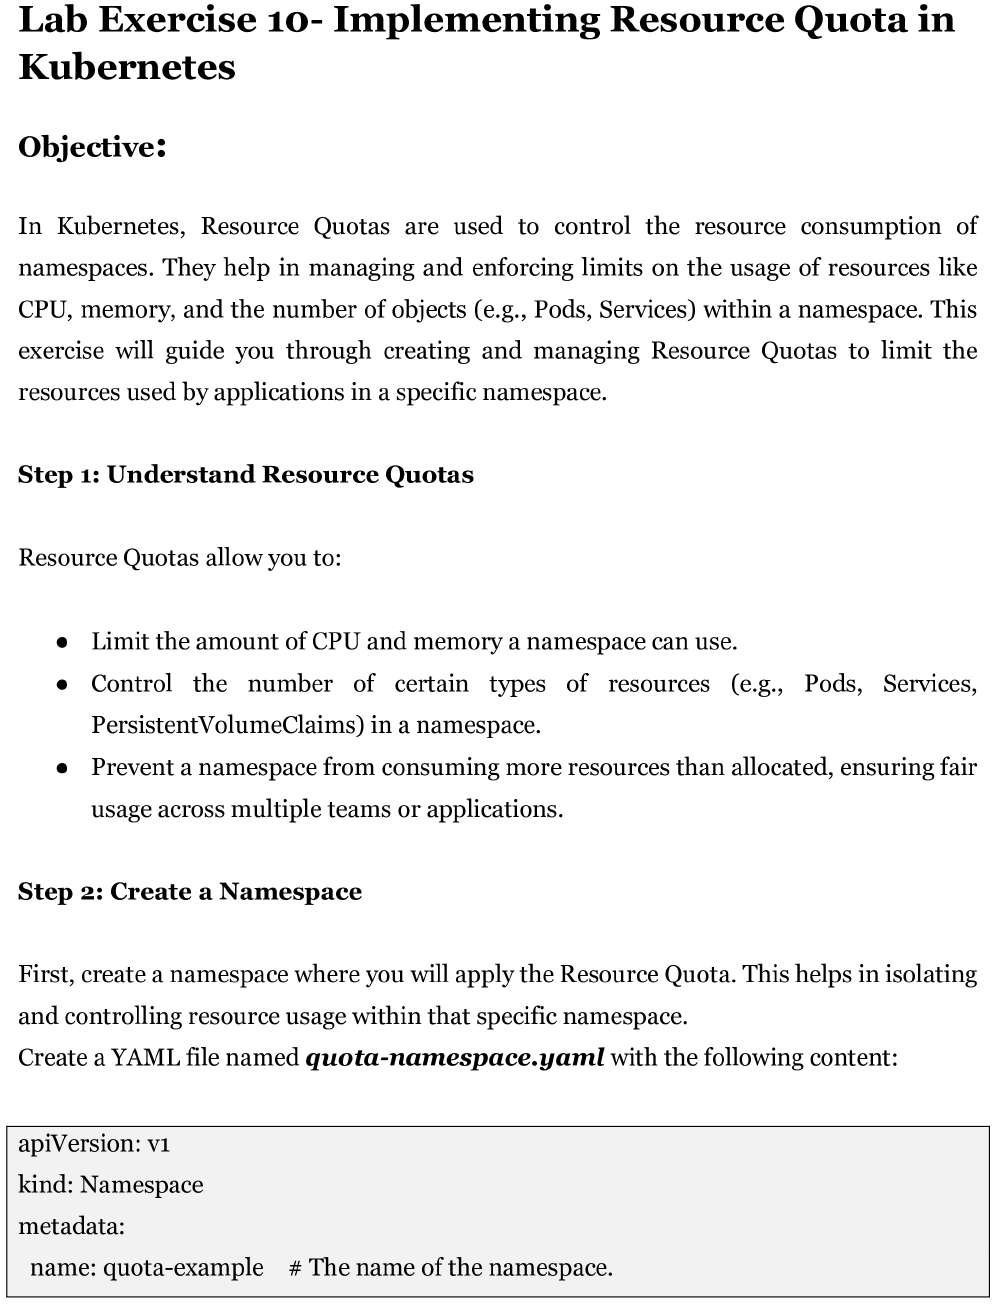 Lab Exercise 10- Implementing Resource Quota in
Kubernetes
Objective:
In Kubernetes, Resource Quotas are used to control the resource consumption of
namespaces. They help in managing and enforcing limits on the usage of resources like
CPU, memory, and the number of objects (e.g., Pods, Services) within a namespace. This
exercise will guide you through creating and managing Resource Quotas to limit the
resources used by applications in a specific namespace.
Step 1: Understand Resource Quotas
Resource Quotas allow you to:
● Limit the amount of CPU and memory a namespace can use.
● Control the number of certain types of resources (e.g., Pods, Services,
PersistentVolumeClaims) in a namespace.
● Prevent a namespace from consuming more resources than allocated, ensuring fair
usage across multiple teams or applications.
Step 2: Create a Namespace
First, create a namespace where you will apply the Resource Quota. This helps in isolating
and controlling resource usage within that specific namespace.
Create a YAML file named quota-namespace.yaml with the following content:
apiVersion: v1
kind: Namespace
metadata:
  name: quota-example    # The name of the namespace.